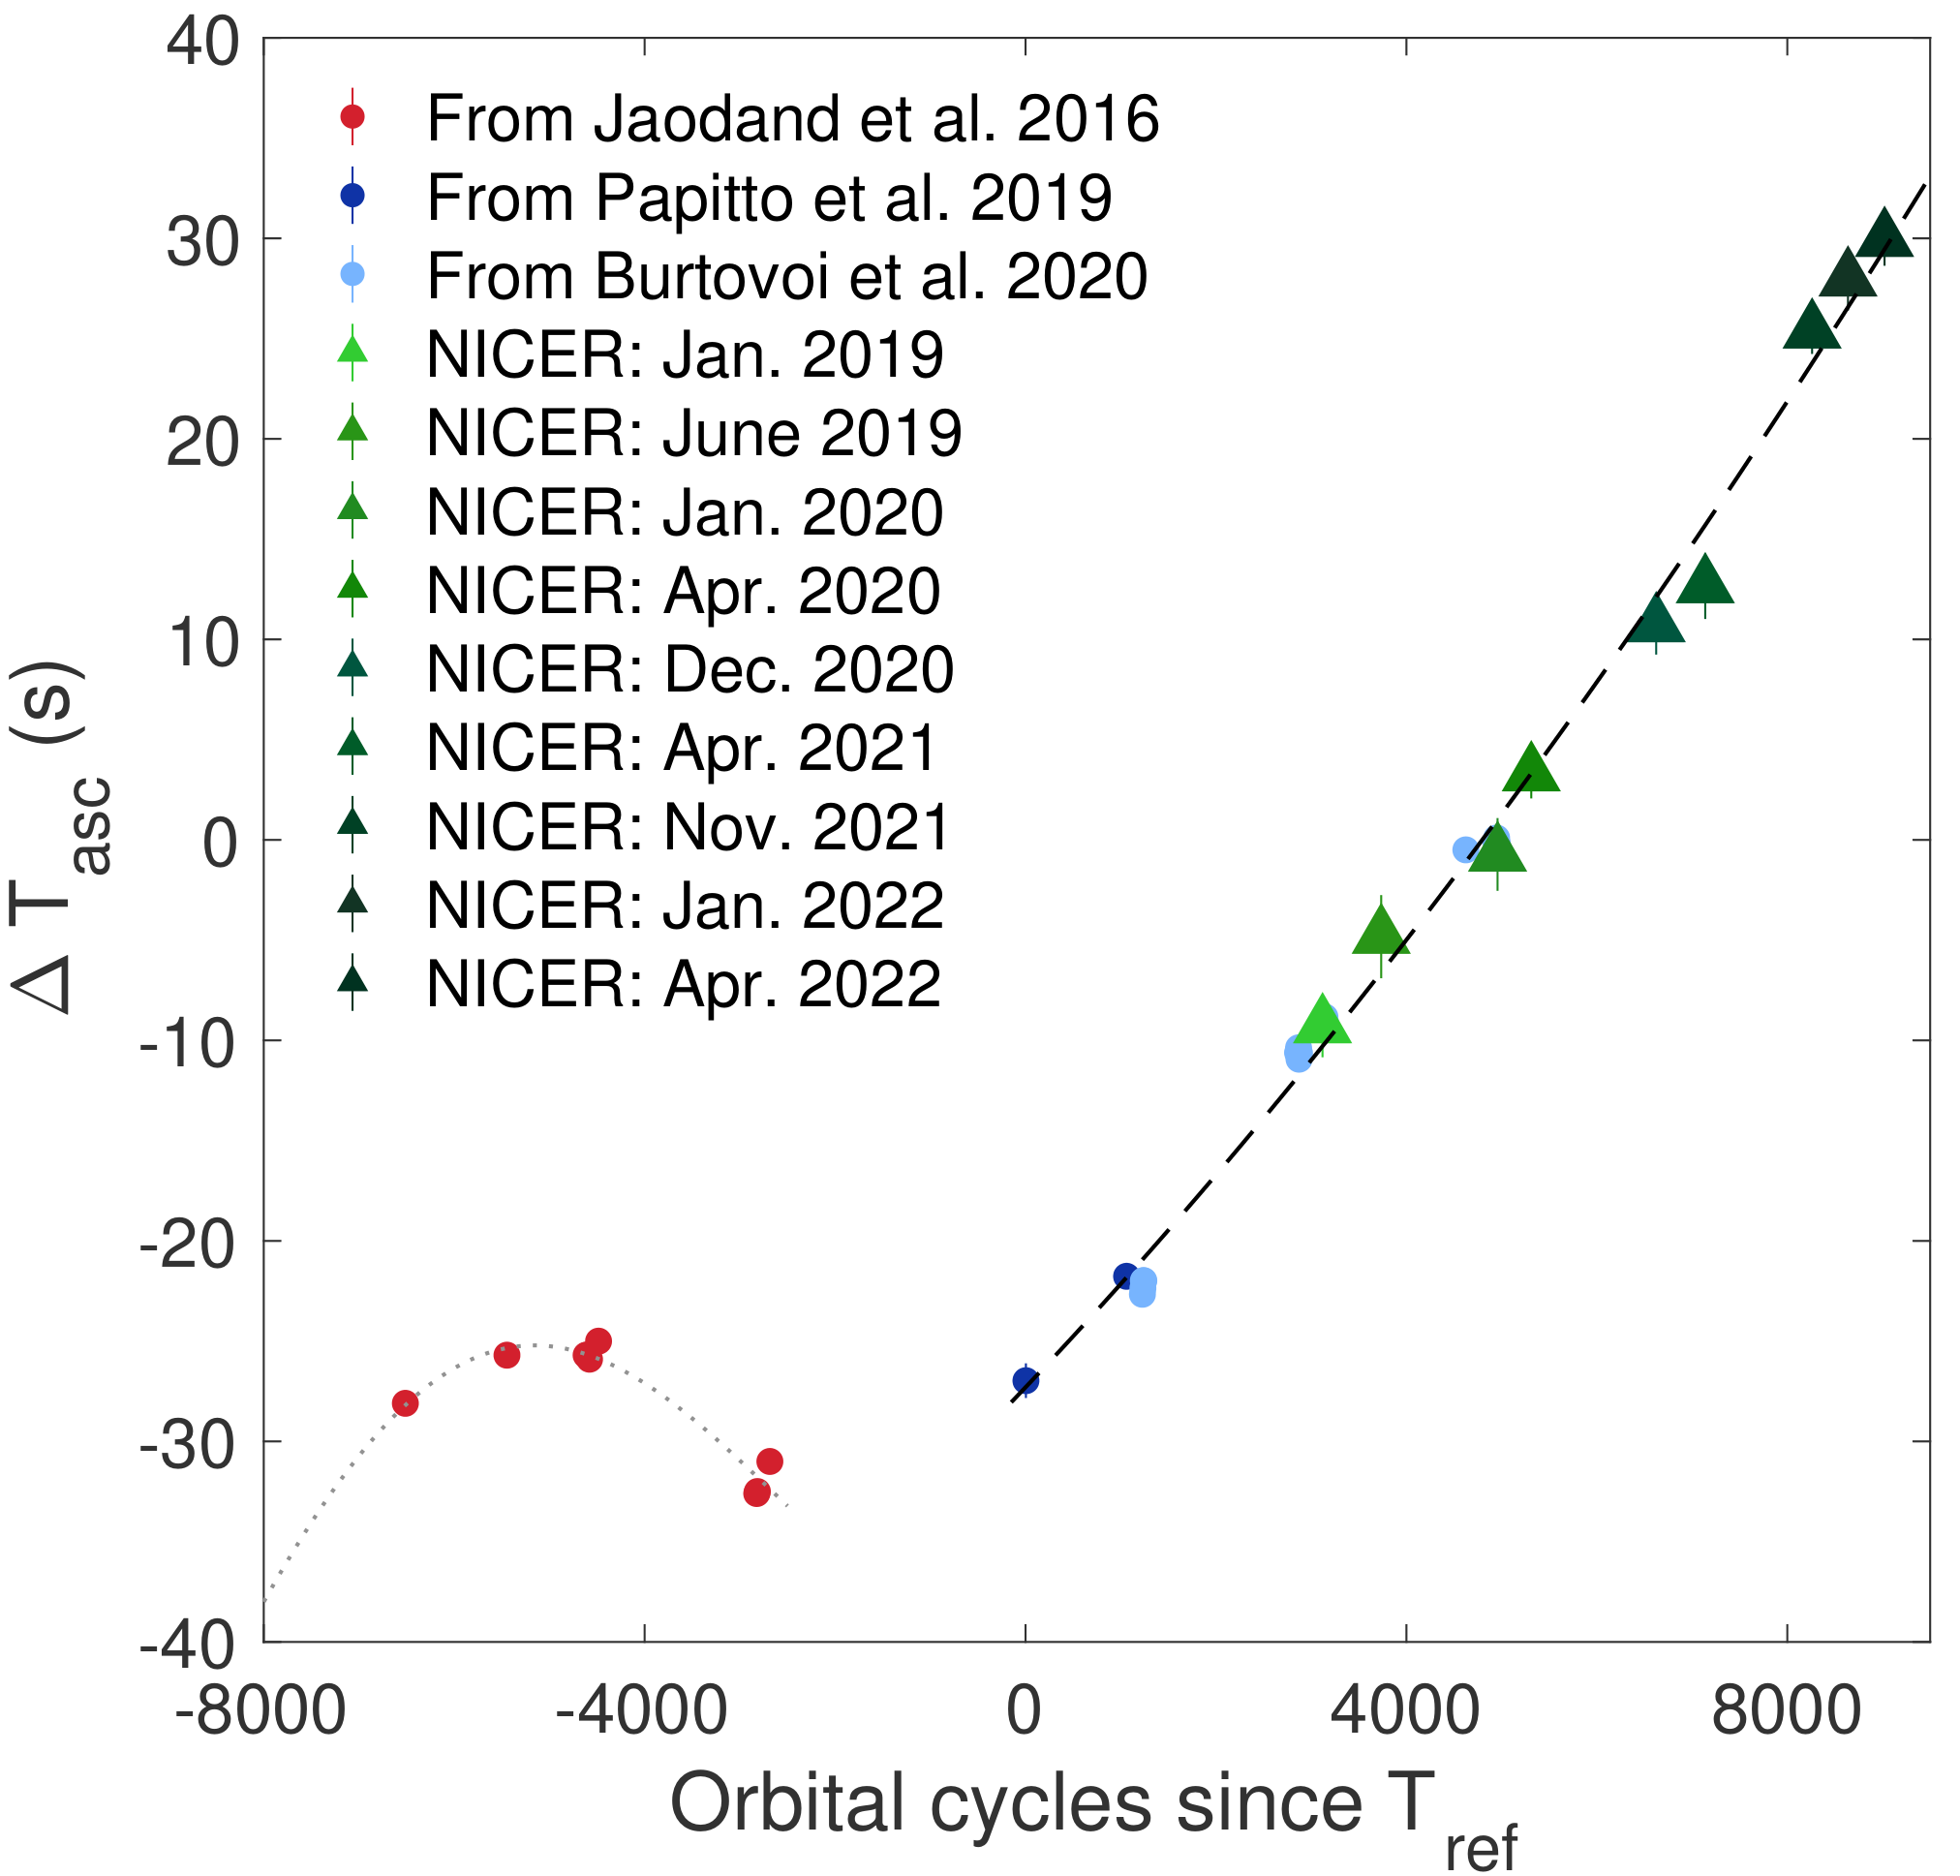 40
30
20
10
0
-10
-20
-30
-40
Δ T_asc (s)
From Jaodand et al. 2016
From Papitto et al. 2019
From Burtovoi et al. 2020
NICER: Jan. 2019
NICER: June 2019
NICER: Jan. 2020
NICER: Apr. 2020
NICER: Dec. 2020
NICER: Apr. 2021
NICER: Nov. 2021
NICER: Jan. 2022
NICER: Apr. 2022
-8000 -4000 0 4000 8000
Orbital cycles since T_ref